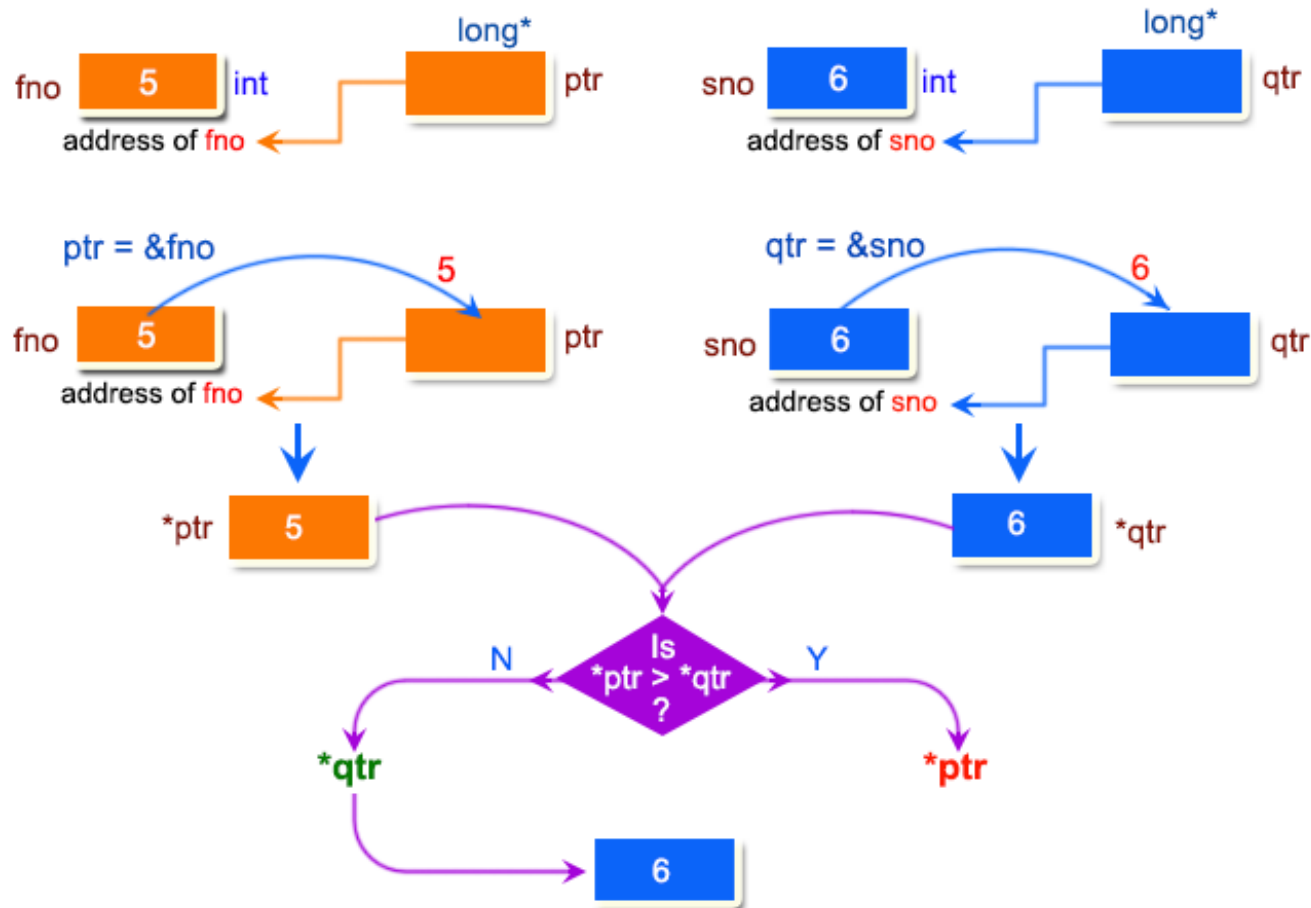 long*
long*
fno 5 int ptr
sno 6 int qtr
address of fno
address of sno
ptr = &fno
5
qtr = &sno
6
fno 5 ptr
sno 6 qtr
address of fno
address of sno
*ptr 5
6 *qtr
N
Is
*ptr > *qtr
?
Y
*qtr
*ptr
6